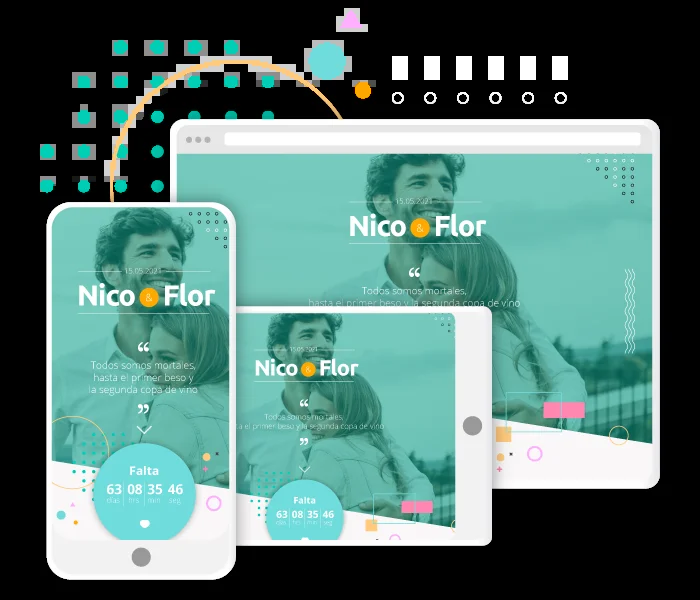 15.05.2021
Nico & Flor
“
Todos somos mortales,
hasta el primer beso y la segunda copa de vino
15.05.2021
Nico & Flor
“
Todos somos mortales,
hasta el primer beso y
la segunda copa de vino
”
Falta
63 08 35 46
días hrs min seg
15.05.2021
Nico & Flor
“
Todos somos mortales,
hasta el primer beso y la segunda copa de vino
”
Falta
63 08 35 46
días hrs min seg